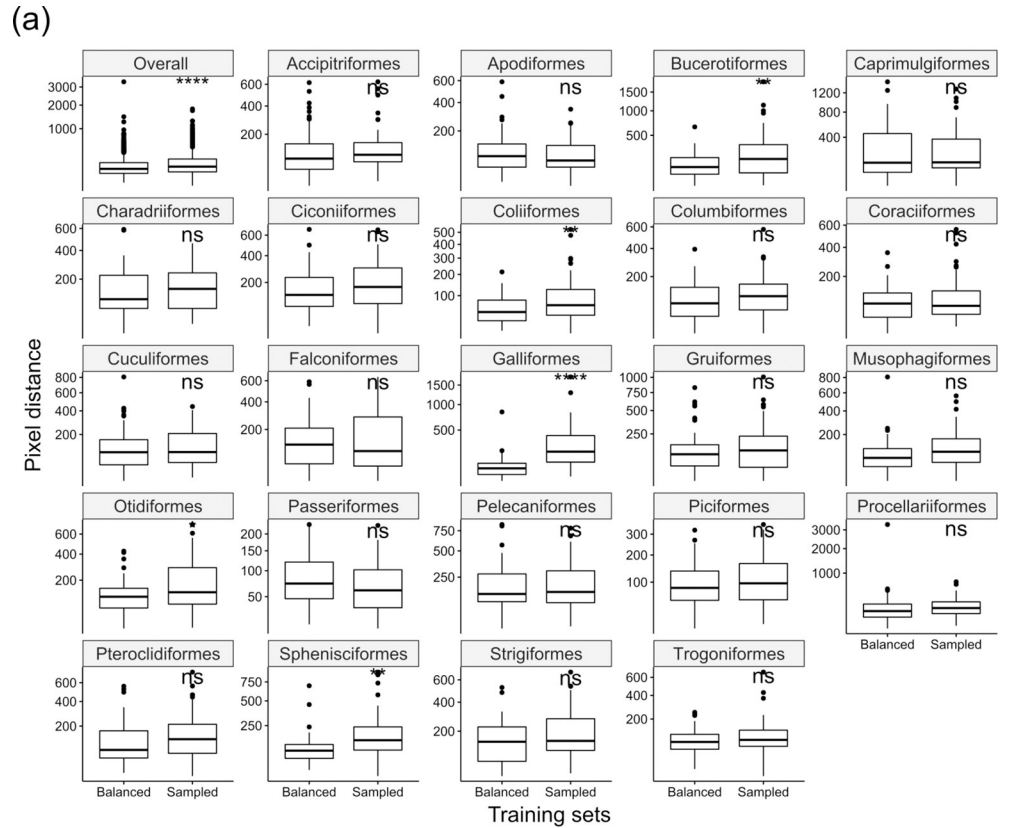 (a)
Overall Accipitriformes Apodiformes Bucerotiformes Caprimulgiformes
3000 2000 1000 ****
600 400 200 ns
600 400 200 ns
1500 500 **
1200 400 ns
Charadriiformes Ciconiiformes Coliiformes Columbiformes Coraciiformes
600 400 200 ns
600 400 200 ns
500 400 300 200 100 **
600 400 200 ns
600 400 200 ns
Pixel distance
Cuculiformes Falconiformes Galliformes Gruiformes Musophagiformes
800 600 400 200 ns
600 400 200 ns
1500 1000 500 ****
1000 750 500 250 ns
800 600 400 200 ns
Otidiformes Passeriformes Pelecaniformes Piciformes Procellariiformes
600 400 200 *
200 150 100 50 ns
750 500 250 ns
300 200 100 ns
3000 2000 1000 ns
Balanced Sampled
Pteroclidiformes Sphenisciformes Strigiformes Trogoniformes
600 400 200 ns
750 500 250 **
600 400 200 ns
600 400 200 ns
Balanced Sampled Balanced Sampled Balanced Sampled Balanced Sampled
Training sets